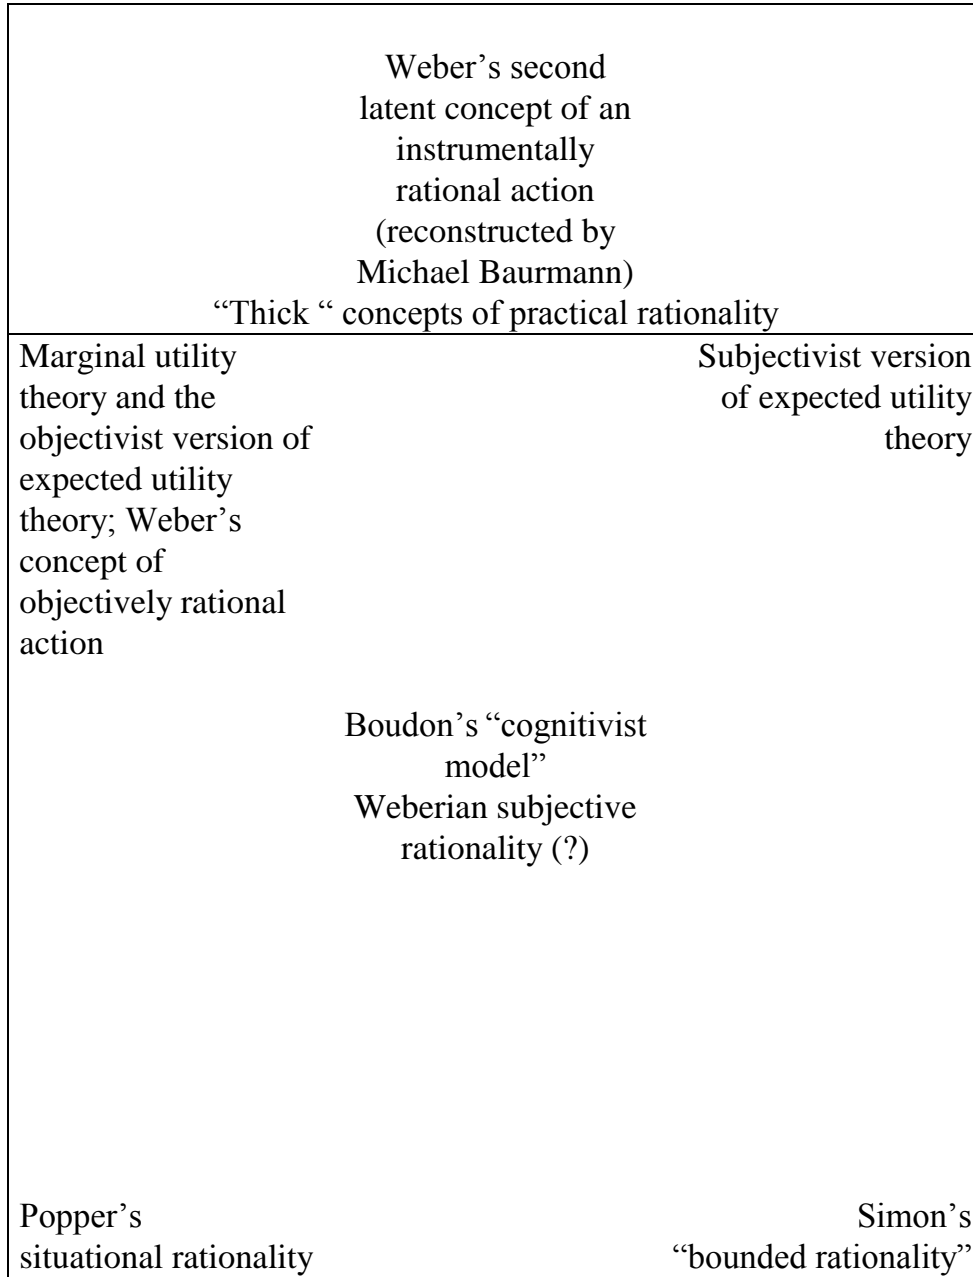 Weber’s second
latent concept of an
instrumentally
rational action
(reconstructed by
Michael Baurmann)
“Thick “ concepts of practical rationality
Marginal utility
theory and the
objectivist version of
expected utility
theory; Weber’s
concept of
objectively rational
action
Subjectivist version
of expected utility
theory
Boudon’s “cognitivist
model”
Weberian subjective
rationality (?)
Popper’s
situational rationality
Simon’s
“bounded rationality”